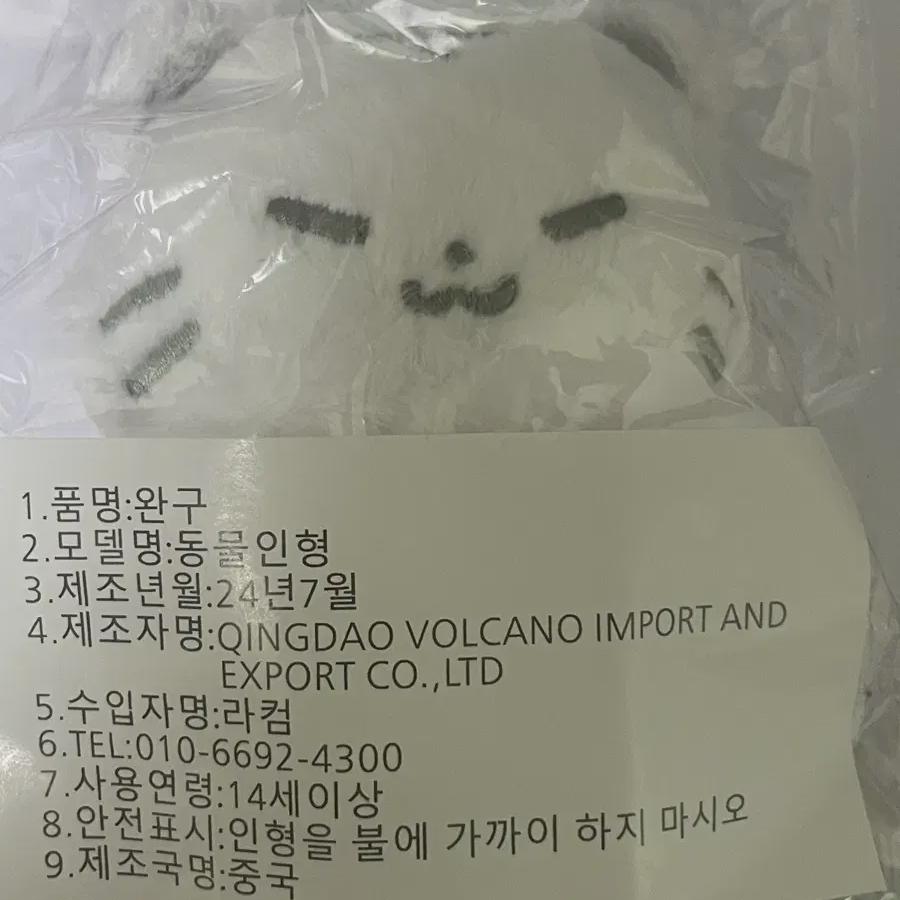 1.품명:완구
2.모델명:동물인형
3.제조년월:24년7월
4.제조자명:QINGDAO VOLCANO IMPORT AND
EXPORT CO.,LTD
5.수입자명:라컴
6.TEL:010-6692-4300
7.사용연령:14세이상
8.안전표시:인형을 불에 가까이 하지 마시오
9.제조국명:중국